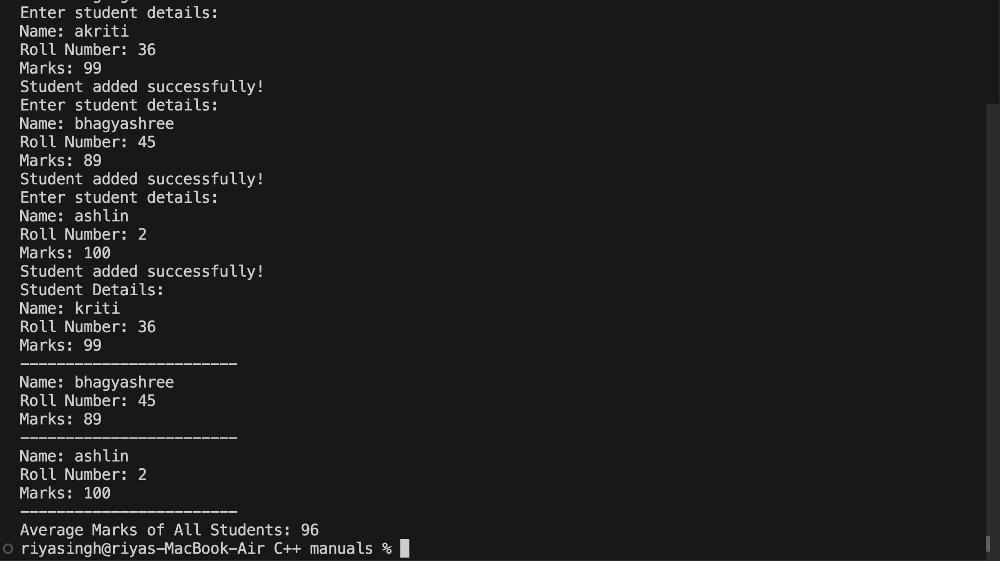 Enter student details:
Name: akriti
Roll Number: 36
Marks: 99
Student added successfully!
Enter student details:
Name: bhagyashree
Roll Number: 45
Marks: 89
Student added successfully!
Enter student details:
Name: ashlin
Roll Number: 2
Marks: 100
Student added successfully!
Student Details:
Name: kriti
Roll Number: 36
Marks: 99
------------------------
Name: bhagyashree
Roll Number: 45
Marks: 89
------------------------
Name: ashlin
Roll Number: 2
Marks: 100
------------------------
Average Marks of All Students: 96
riyasingh@riyas-MacBook-Air C++ manuals %